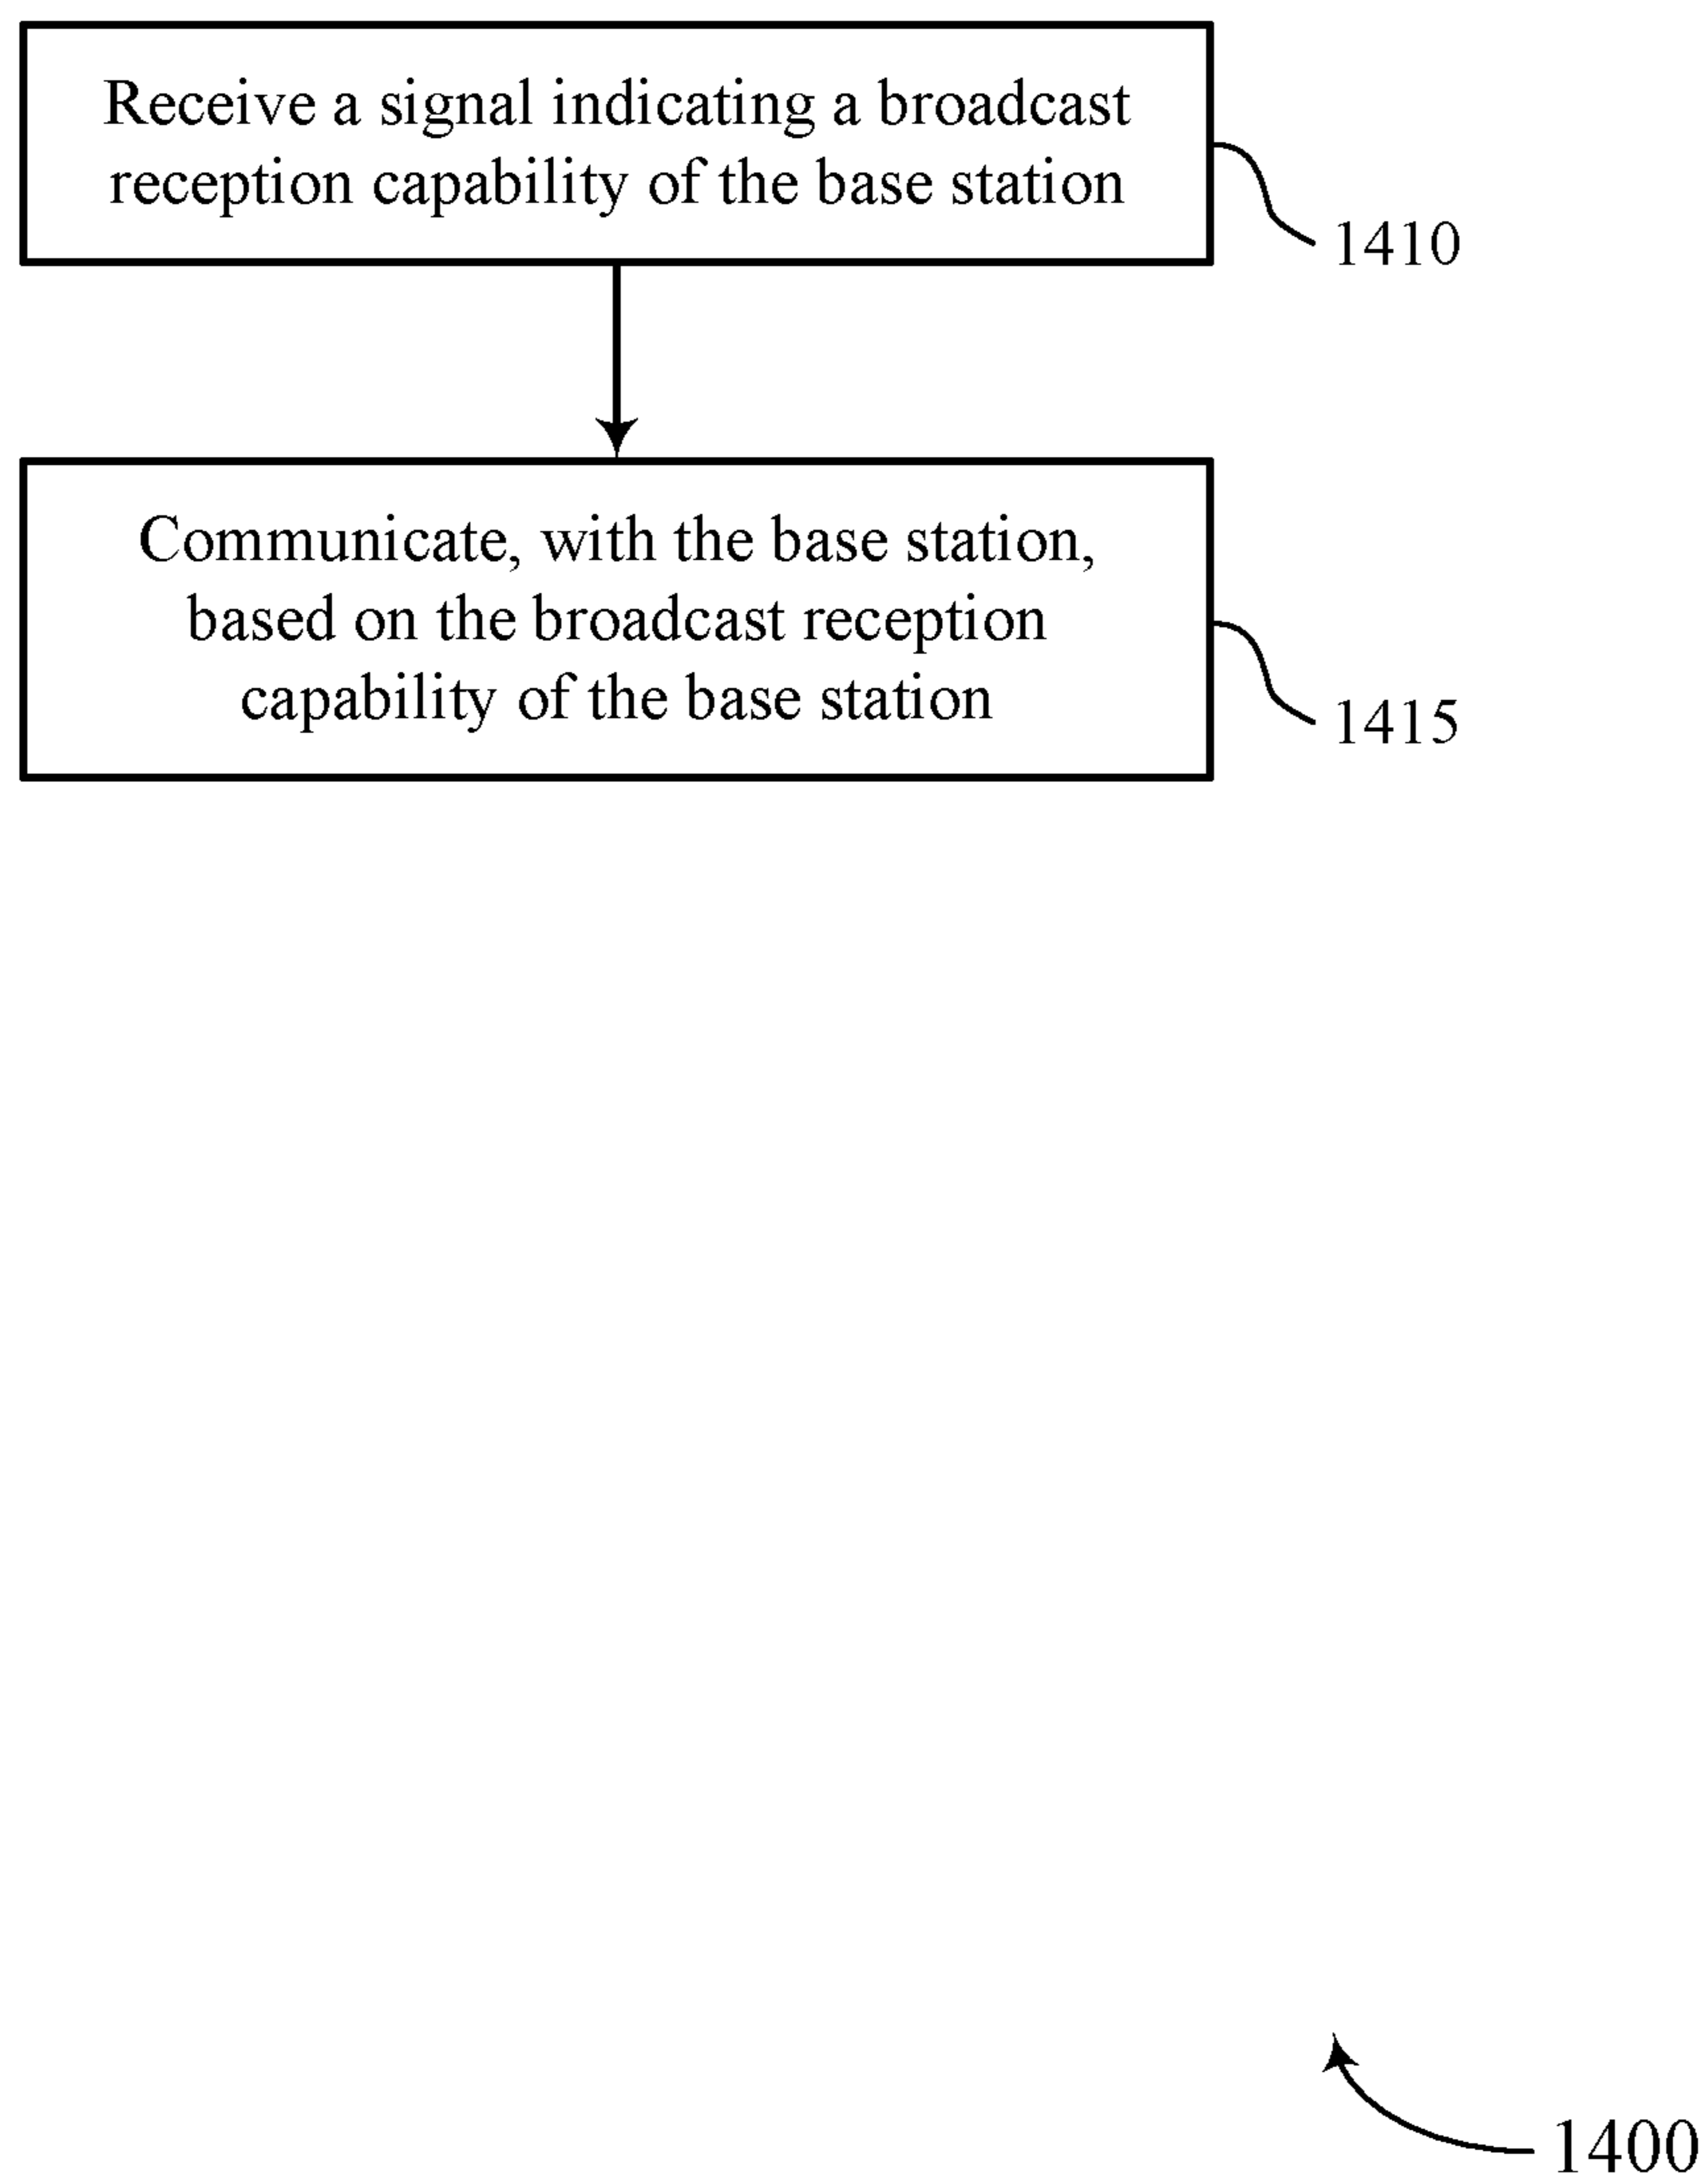 Receive a signal indicating a broadcast
reception capability of the base station
1410
Communicate, with the base station,
based on the broadcast reception
capability of the base station
1415
1400